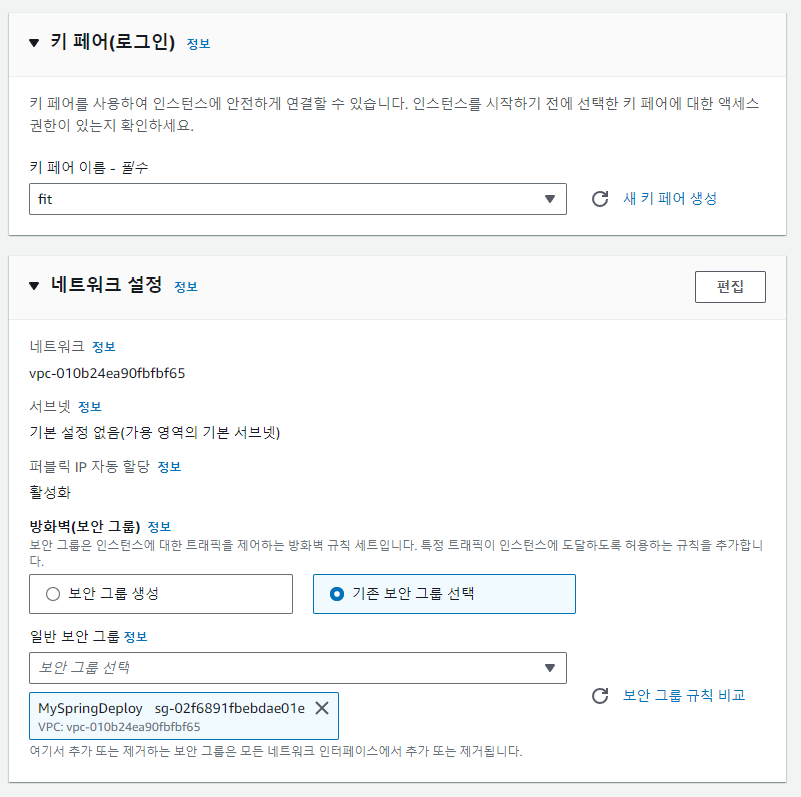 키 페어(로그인) 정보
키 페어를 사용하여 인스턴스에 안전하게 연결할 수 있습니다. 인스턴스를 시작하기 전에 선택한 키 페어에 대한 액세스
권한이 있는지 확인하세요.
키 페어 이름 - 필수
fit
새 키 페어 생성
네트워크 설정 정보
편집
네트워크 정보
vpc-010b24ea90fbfbf65
서브넷 정보
기본 설정 없음(가용 영역의 기본 서브넷)
퍼블릭 IP 자동 할당 정보
활성화
방화벽(보안 그룹) 정보
보안 그룹은 인스턴스에 대한 트래픽을 제어하는 방화벽 규칙 세트입니다. 특정 트래픽이 인스턴스에 도달하도록 허용하는 규칙을 추가합니
다.
보안 그룹 생성
기존 보안 그룹 선택
일반 보안 그룹 정보
보안 그룹 선택
MySpringDeploy sg-02f6891fbebdae01e
VPC: vpc-010b24ea90fbfbf65
보안 그룹 규칙 비교
여기서 추가 또는 제거하는 보안 그룹은 모든 네트워크 인터페이스에서 추가 또는 제거됩니다.